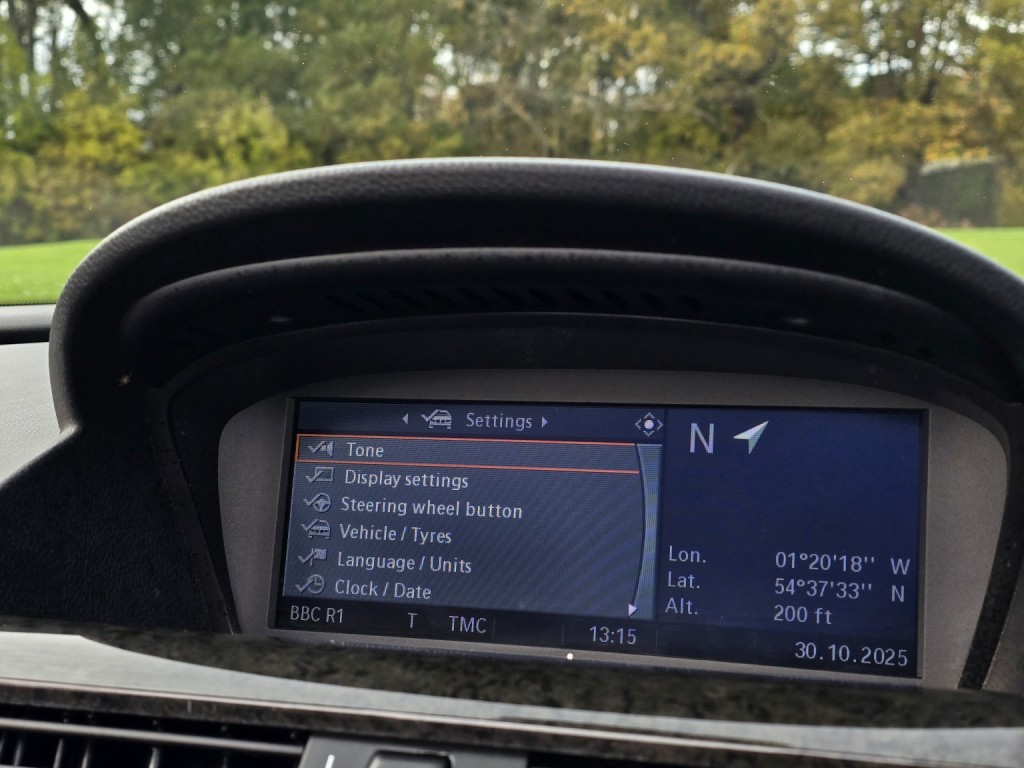 Settings
Tone
Display settings
Steering wheel button
Vehicle / Tyres
Language / Units
Clock / Date
BBC R1 T TMC 13:15
N
Lon. 01°20'18'' W
Lat. 54°37'33'' N
Alt. 200 ft
30.10.2025